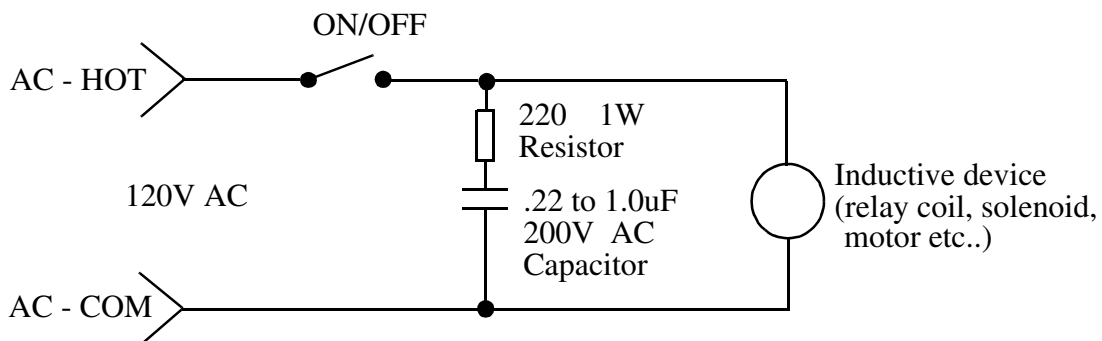 ON/OFF
AC - HOT
220 1W
Resistor
120V AC
.22 to 1.0uF
200V AC
Capacitor
Inductive device
(relay coil, solenoid,
motor etc..)
AC - COM